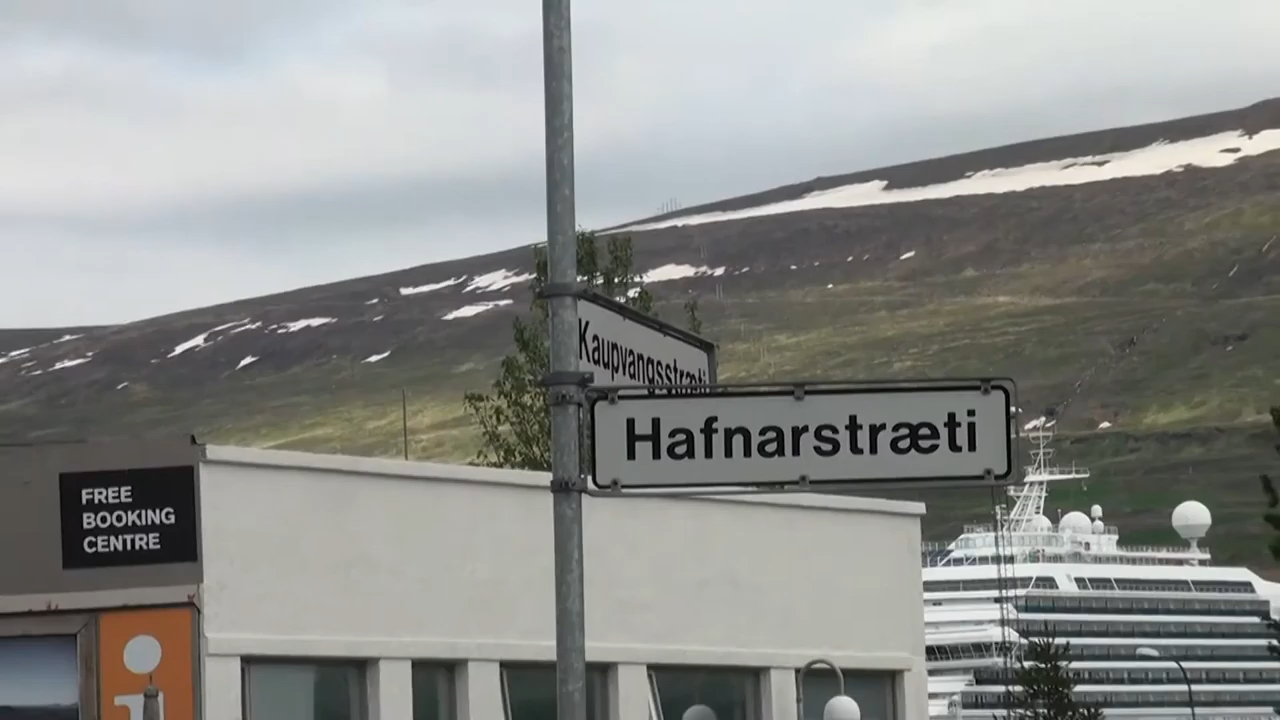 Kaupvangsstræti
Hafnarstræti
FREE
BOOKING
CENTRE
i